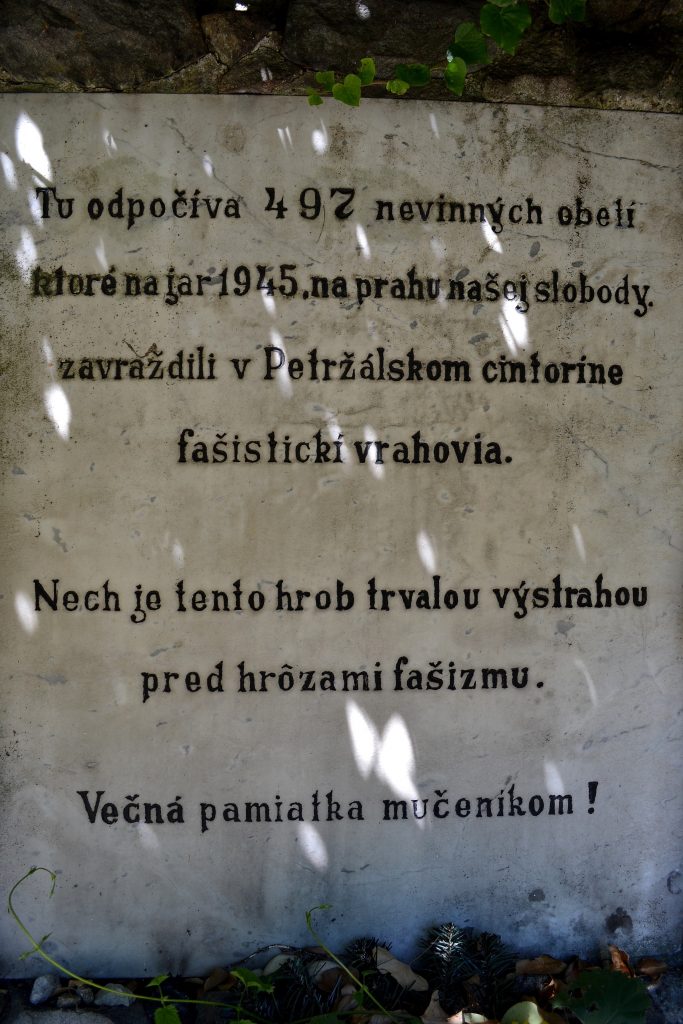 Tu odpočíva 497 nevinných obetí
ktoré na jar 1945, na prahu našej slobody.
zavraždili v Petržálskom cintoríne
fašistickí vrahovia.
Nech je tento hrob trvalou výstrahou
pred hrôzami fašizmu.
Večná pamiatka mučeníkom!